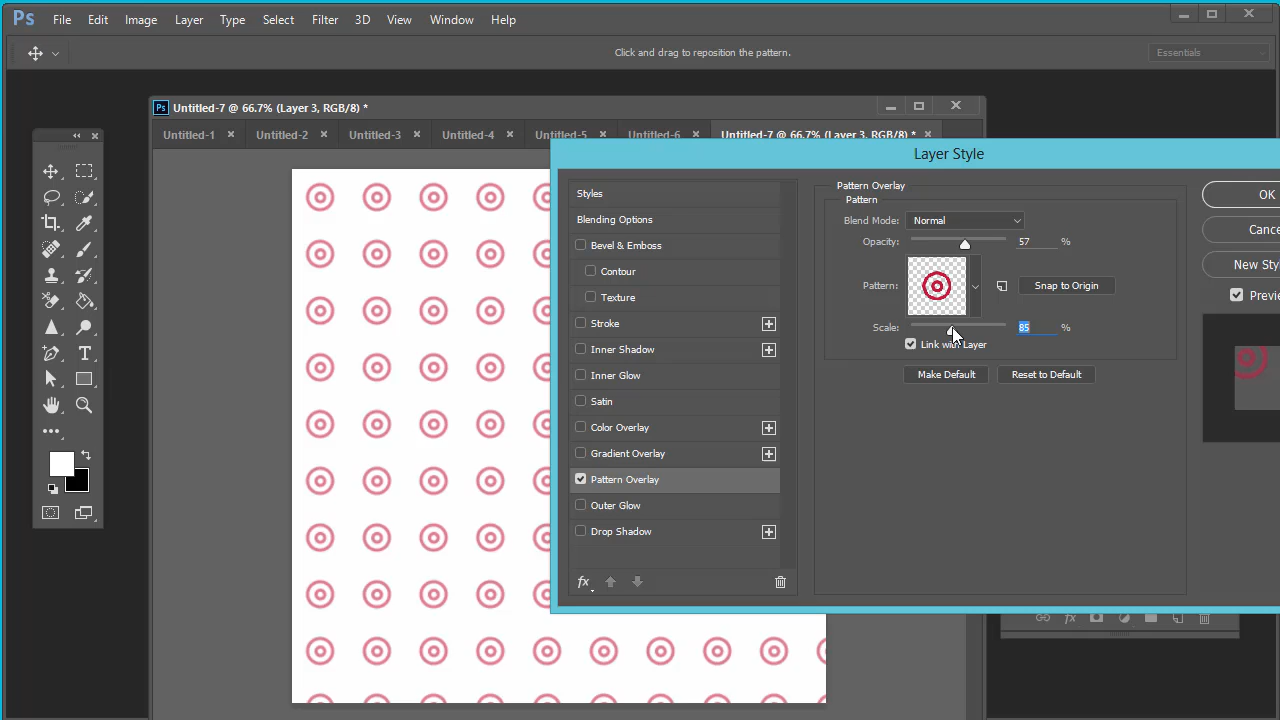 Ps File Edit Image Layer Type Select Filter 3D View Window Help
Click and drag to reposition the pattern.
Essentials
Ps Untitled-7 @ 66.7% (Layer 3, RGB/8) *
Untitled-1 Untitled-2 Untitled-3 Untitled-4 Untitled-5 Untitled-6 Untitled-7 @ 66.7% (Layer 3, RGB/8) *
Layer Style
Styles
Blending Options
Bevel & Emboss
Contour
Texture
Stroke
Inner Shadow
Inner Glow
Satin
Color Overlay
Gradient Overlay
Pattern Overlay
Outer Glow
Drop Shadow
fx
Pattern Overlay
Pattern
Blend Mode: Normal
Opacity: 57 %
Pattern: Snap to Origin
Scale: 85 %
Link with Layer
Make Default Reset to Default
OK
Cance
New Sty
Previe
fx